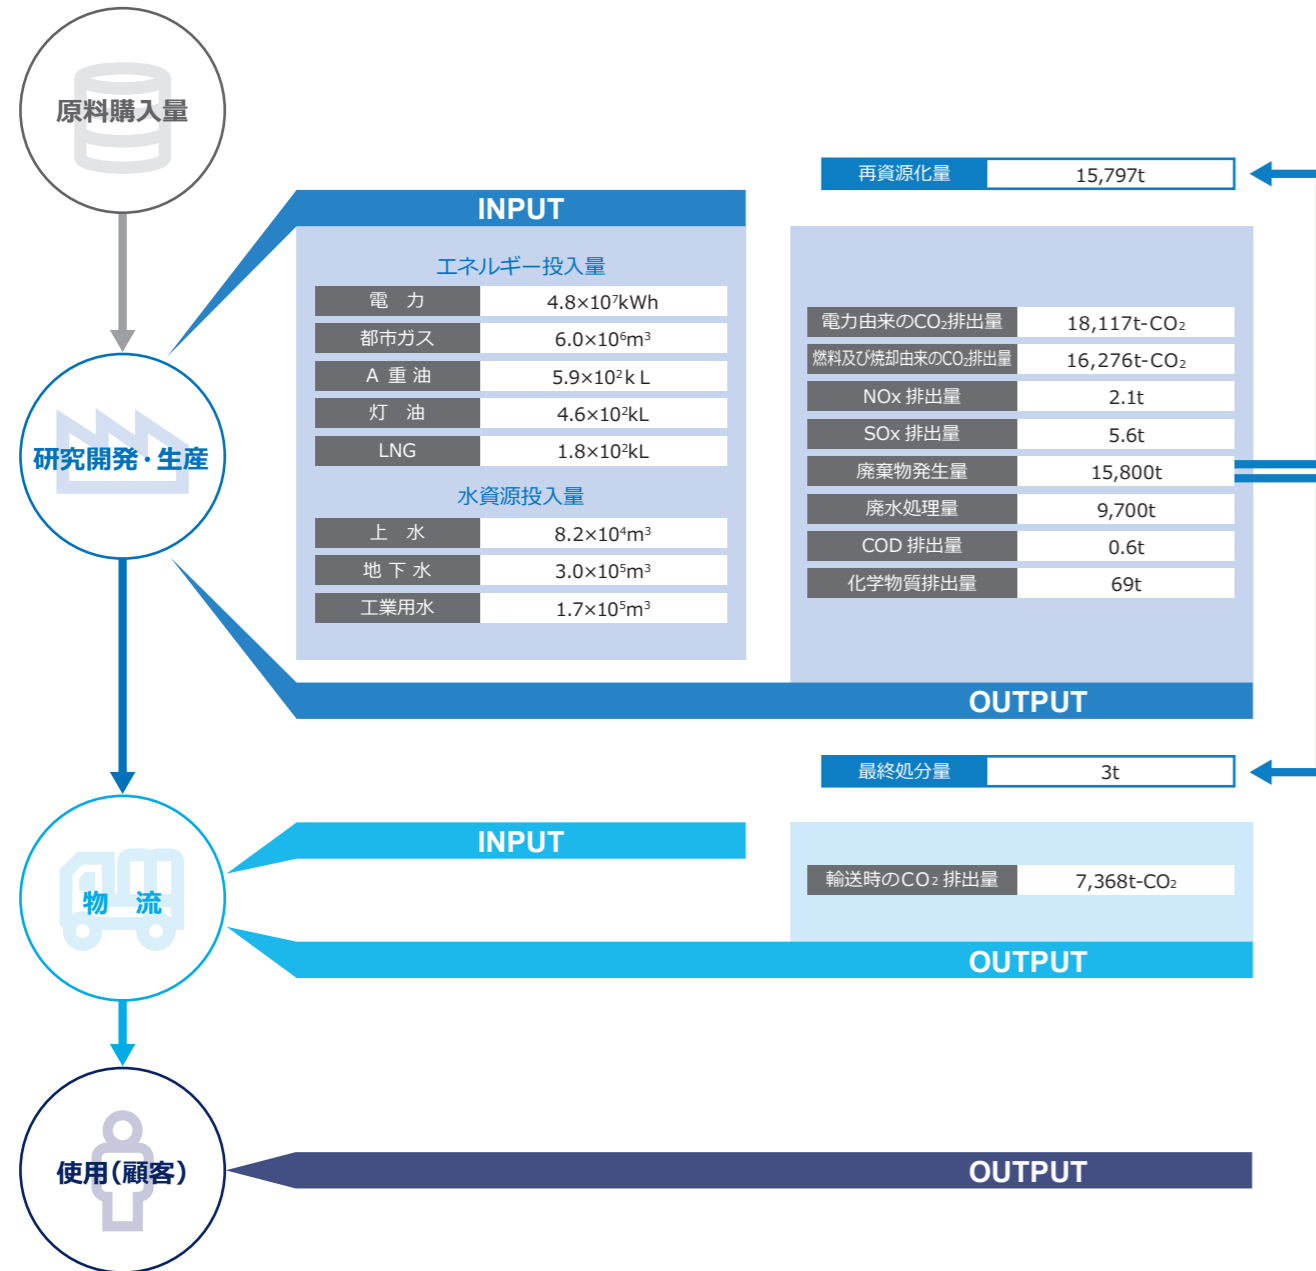 原料購入量
再資源化量 15,797t
INPUT
エネルギー投入量
電 力 4.8×10⁷kWh
都市ガス 6.0×10⁶m³
A 重 油 5.9×10²k L
灯 油 4.6×10²kL
LNG 1.8×10²kL
水資源投入量
上 水 8.2×10⁴m³
地 下 水 3.0×10⁵m³
工業用水 1.7×10⁵m³
電力由来のCO₂排出量 18,117t-CO₂
燃料及び焼却由来のCO₂排出量 16,276t-CO₂
NOx 排出量 2.1t
SOx 排出量 5.6t
廃棄物発生量 15,800t
廃水処理量 9,700t
COD 排出量 0.6t
化学物質排出量 69t
研究開発・生産
OUTPUT
最終処分量 3t
INPUT
輸送時のCO₂ 排出量 7,368t-CO₂
物 流
OUTPUT
使用(顧客)
OUTPUT